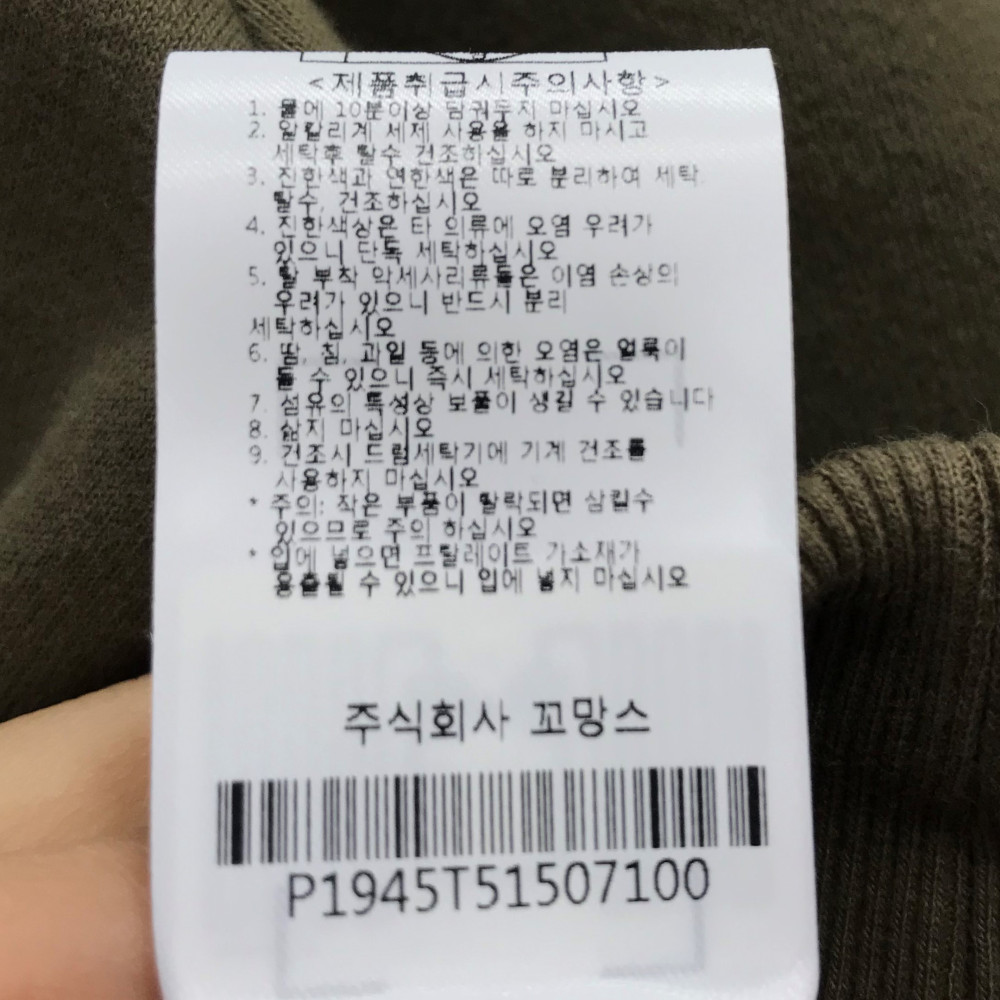 <제품취급시주의사항>
1. 물에 10분이상 담궈두지 마십시오
2. 알칼리계 세제 사용을 하지 마시고
세탁후 탈수 건조하십시오
3. 진한색과 연한색은 따로 분리하여 세탁,
탈수, 건조하십시오
4. 진한색상은 타 의류에 오염 우려가
있으니 단독 세탁하십시오
5. 탈 부착 악세사리류들은 이염 손상의
우려가 있으니 반드시 분리
세탁하십시오
6. 땀, 침, 과일 등에 의한 오염은 얼룩이
들 수 있으니 즉시 세탁하십시오
7. 섬유의 특성상 보풀이 생길 수 있습니다
8. 삶지 마십시오
9. 건조시 드럼세탁기에 기계 건조를
사용하지 마십시오
* 주의: 작은 부품이 탈락되면 삼킬수
있으므로 주의 하십시오
* 입에 넣으면 프탈레이트 가소재가
용출될 수 있으니 입에 넣지 마십시오
주식회사 꼬망스
P1945T51507100